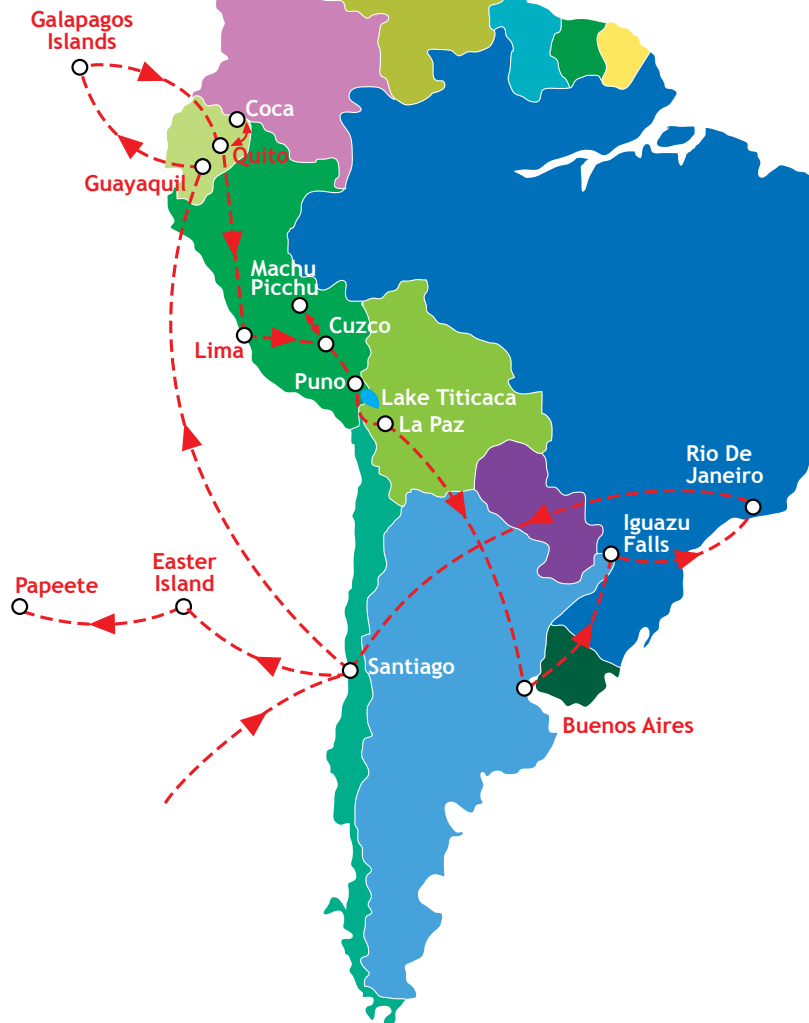 Galapagos
Islands
Coca
Quito
Guayaquil
Machu
Picchu
Cuzco
Lima
Puno
Lake Titicaca
La Paz
Rio De
Janeiro
Iguazu
Falls
Easter
Island
Papeete
Santiago
Buenos Aires